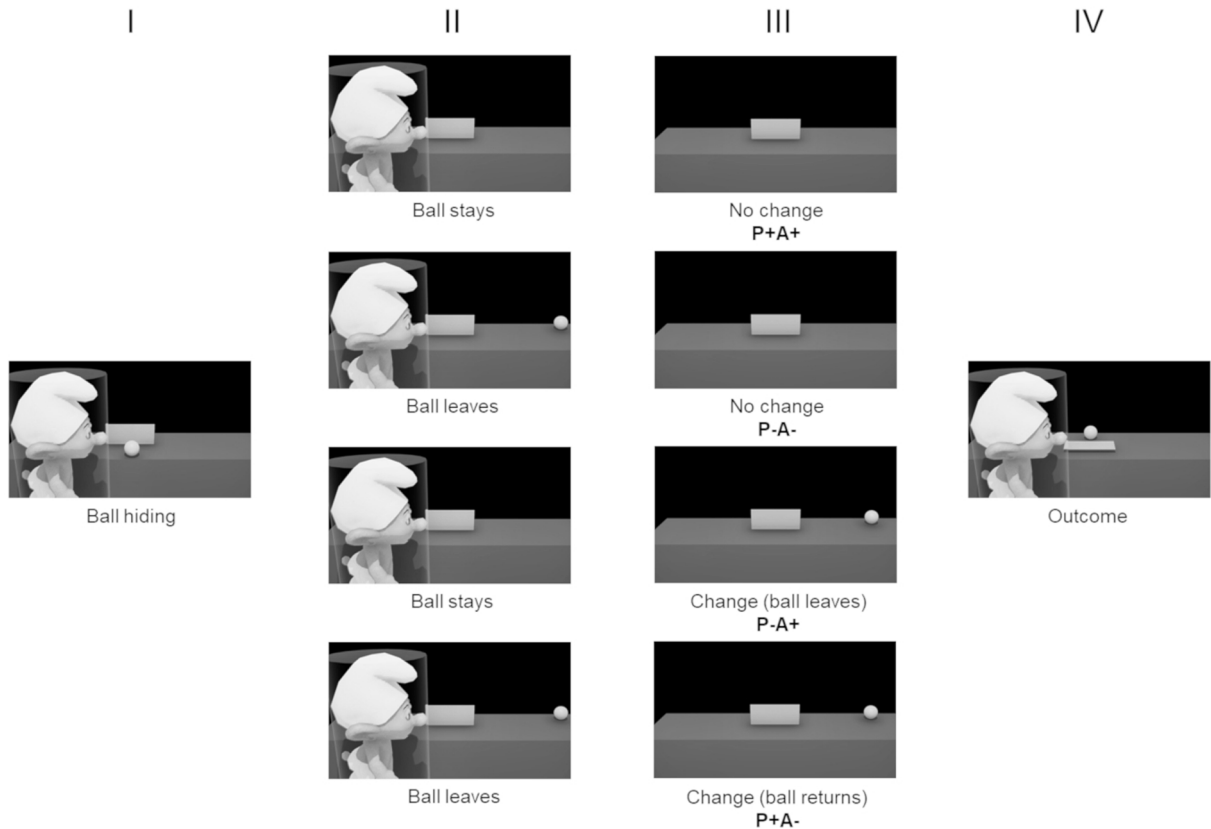 I
II
III
IV
Ball stays
No change
P+A+
Ball leaves
No change
P-A-
Ball hiding
Outcome
Ball stays
Change (ball leaves)
P-A+
Ball leaves
Change (ball returns)
P+A-